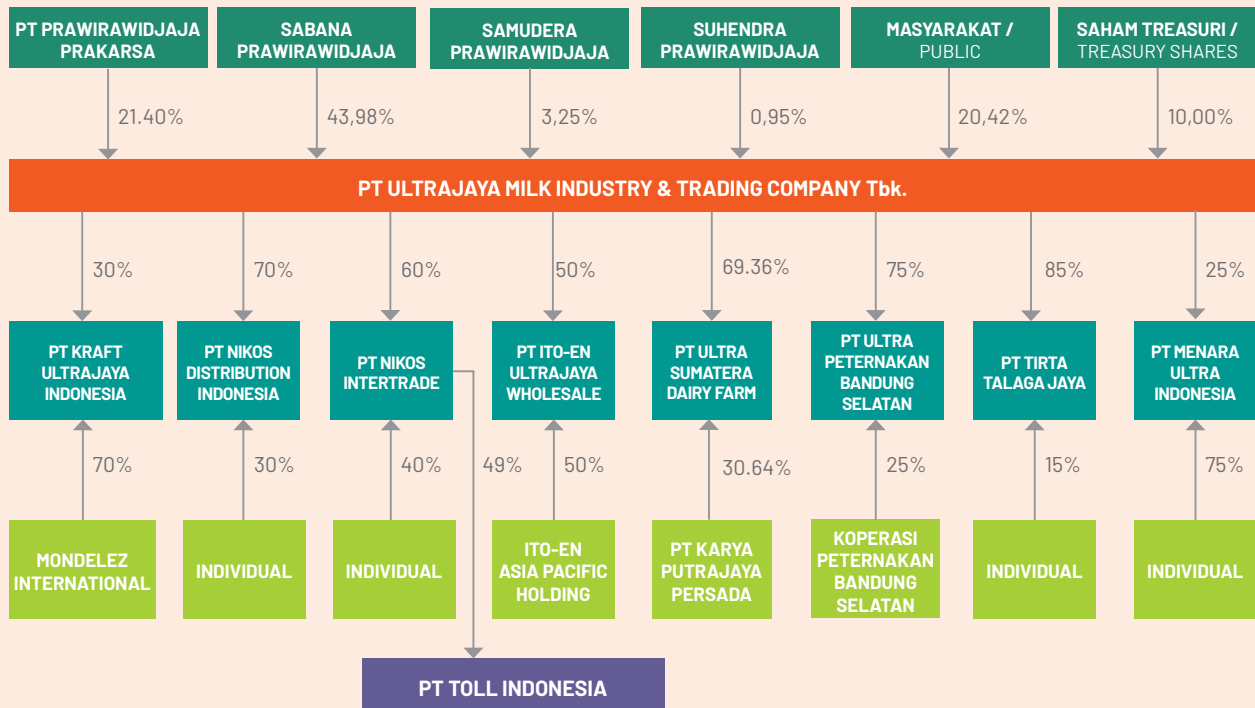 PT PRAWIRAWIDJAJA
PRAKARSA
SABANA
PRAWIRAWIDJAJA
SAMUDERA
PRAWIRAWIDJAJA
SUHENDRA
PRAWIRAWIDJAJA
MASYARAKAT /
PUBLIC
SAHAM TREASURI /
TREASURY SHARES
21.40%
43,98%
3,25%
0,95%
20,42%
10,00%
PT ULTRAJAYA MILK INDUSTRY & TRADING COMPANY Tbk.
30%
70%
60%
50%
69.36%
75%
85%
25%
PT KRAFT
ULTRAJAYA
INDONESIA
PT NIKOS
DISTRIBUTION
INDONESIA
PT NIKOS
INTERTRADE
PT ITO-EN
ULTRAJAYA
WHOLESALE
PT ULTRA
SUMATERA
DAIRY FARM
PT ULTRA
PETERNAKAN
BANDUNG
SELATAN
PT TIRTA
TALAGA JAYA
PT MENARA
ULTRA
INDONESIA
70%
30%
40%
49%
50%
30.64%
25%
15%
75%
MONDELEZ
INTERNATIONAL
INDIVIDUAL
INDIVIDUAL
ITO-EN
ASIA PACIFIC
HOLDING
PT KARYA
PUTRAJAYA
PERSADA
KOPERASI
PETERNAKAN
BANDUNG
SELATAN
INDIVIDUAL
INDIVIDUAL
PT TOLL INDONESIA